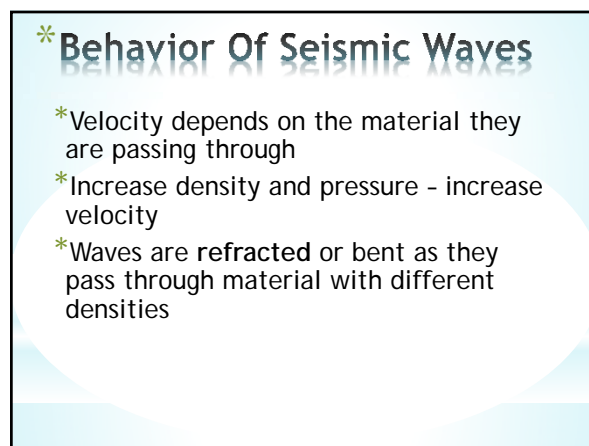 *Behavior Of Seismic Waves
*Velocity depends on the material they
are passing through
*Increase density and pressure – increase
velocity
*Waves are refracted or bent as they
pass through material with different
densities